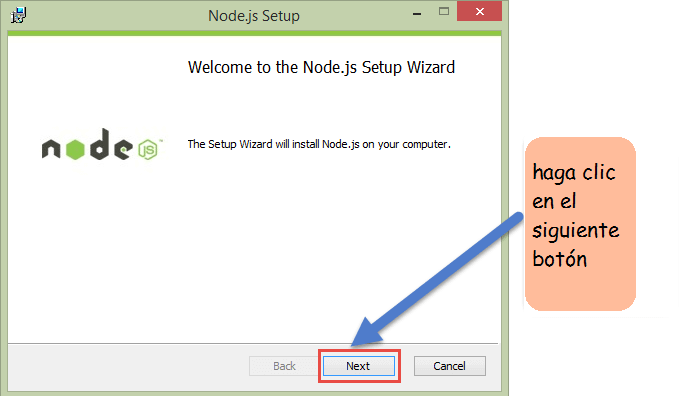 Node.js Setup
Welcome to the Node.js Setup Wizard
node JS™
The Setup Wizard will install Node.js on your computer.
haga clic
en el
siguiente
botón
Back
Next
Cancel